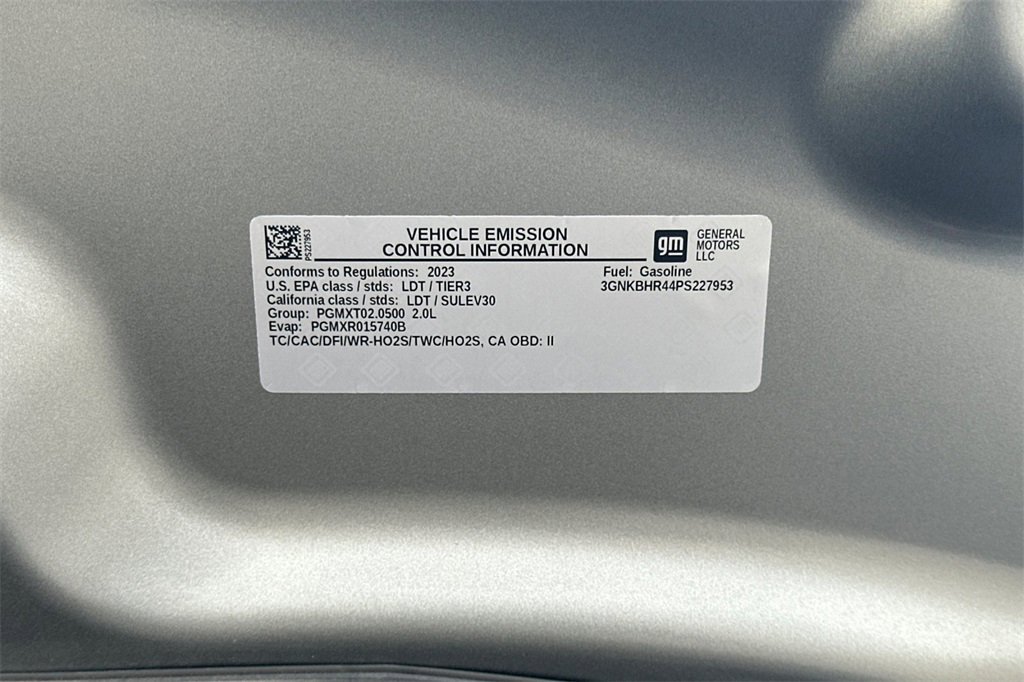 PS227953
VEHICLE EMISSION
CONTROL INFORMATION
gm
GENERAL
MOTORS
LLC
Conforms to Regulations: 2023
Fuel: Gasoline
U.S. EPA class / stds: LDT / TIER3
3GNKBHR44PS227953
California class / stds: LDT / SULEV30
Group: PGMXT02.0500 2.0L
Evap: PGMXR015740B
TC/CAC/DFI/WR-HO2S/TWC/HO2S, CA OBD: II